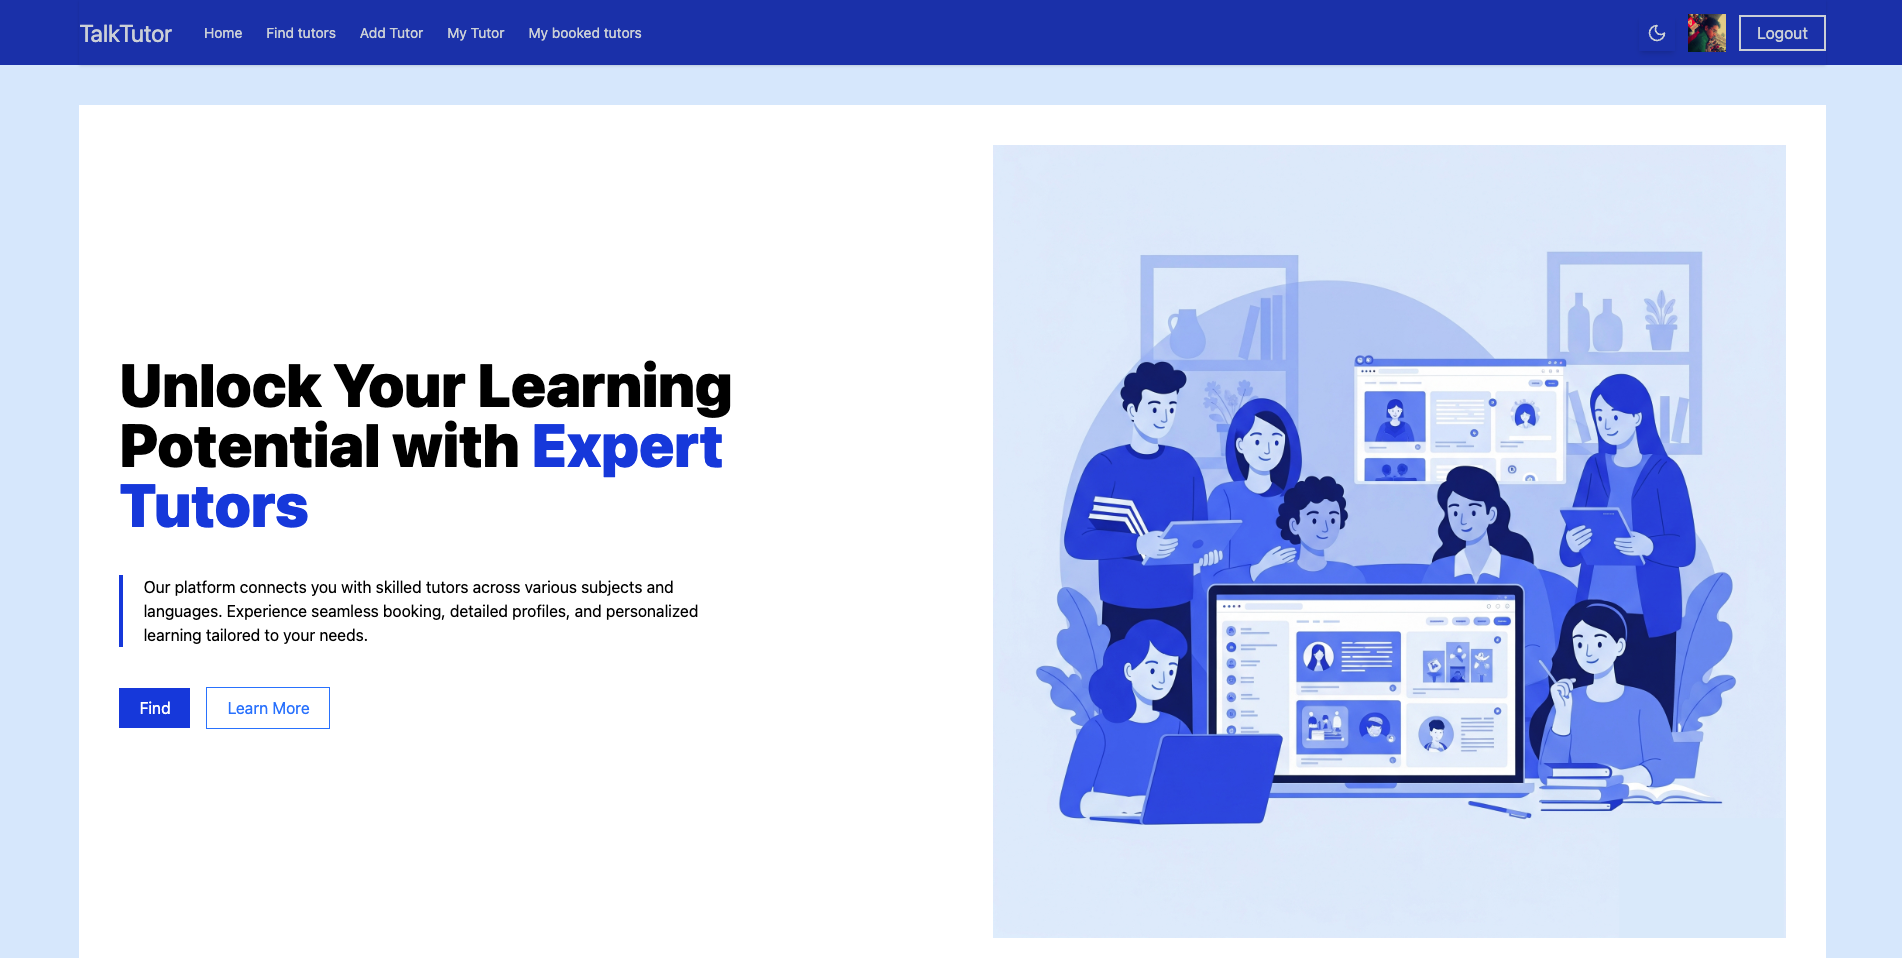 TalkTutor
Home
Find tutors
Add Tutor
My Tutor
My booked tutors
Logout
Unlock Your Learning
Potential with Expert
Tutors
Our platform connects you with skilled tutors across various subjects and
languages. Experience seamless booking, detailed profiles, and personalized
learning tailored to your needs.
Find
Learn More